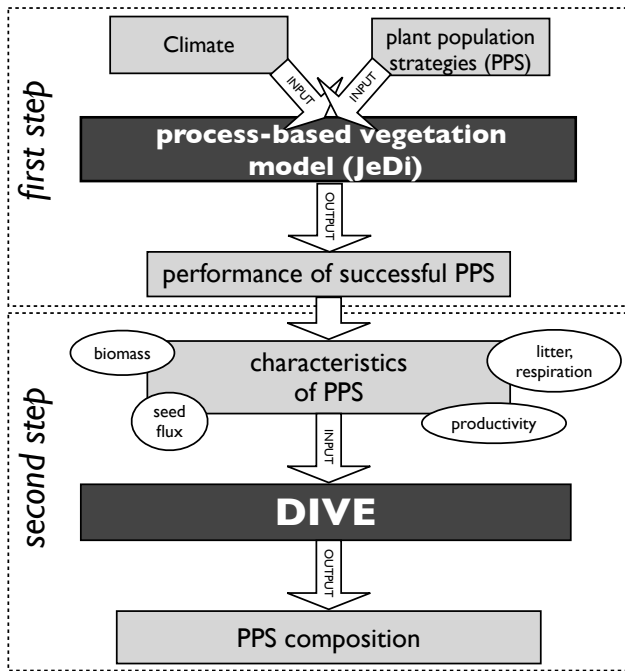 first step
Climate
plant population
strategies (PPS)
INPUT
INPUT
process-based vegetation
model (JeDi)
OUTPUT
performance of successful PPS
second step
biomass
litter,
respiration
characteristics
of PPS
seed
flux
productivity
INPUT
DIVE
OUTPUT
PPS composition